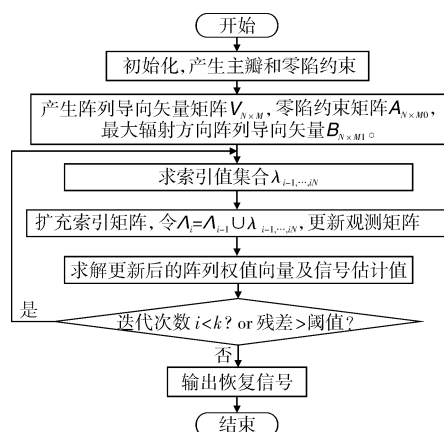 开始
初始化,产生主瓣和零陷约束
产生阵列导向矢量矩阵V_{N×M},零陷约束矩阵A_{N×M0},
最大辐射方向阵列导向矢量B_{N×M1}。
求索引值集合λ_{i-1,…,iN}
扩充索引矩阵,令Λ_i=Λ_{i-1}∪λ_{i-1,…,iN},更新观测矩阵
求解更新后的阵列权值向量及信号估计值
是
迭代次数 i<k? or 残差>阈值?
否
输出恢复信号
结束